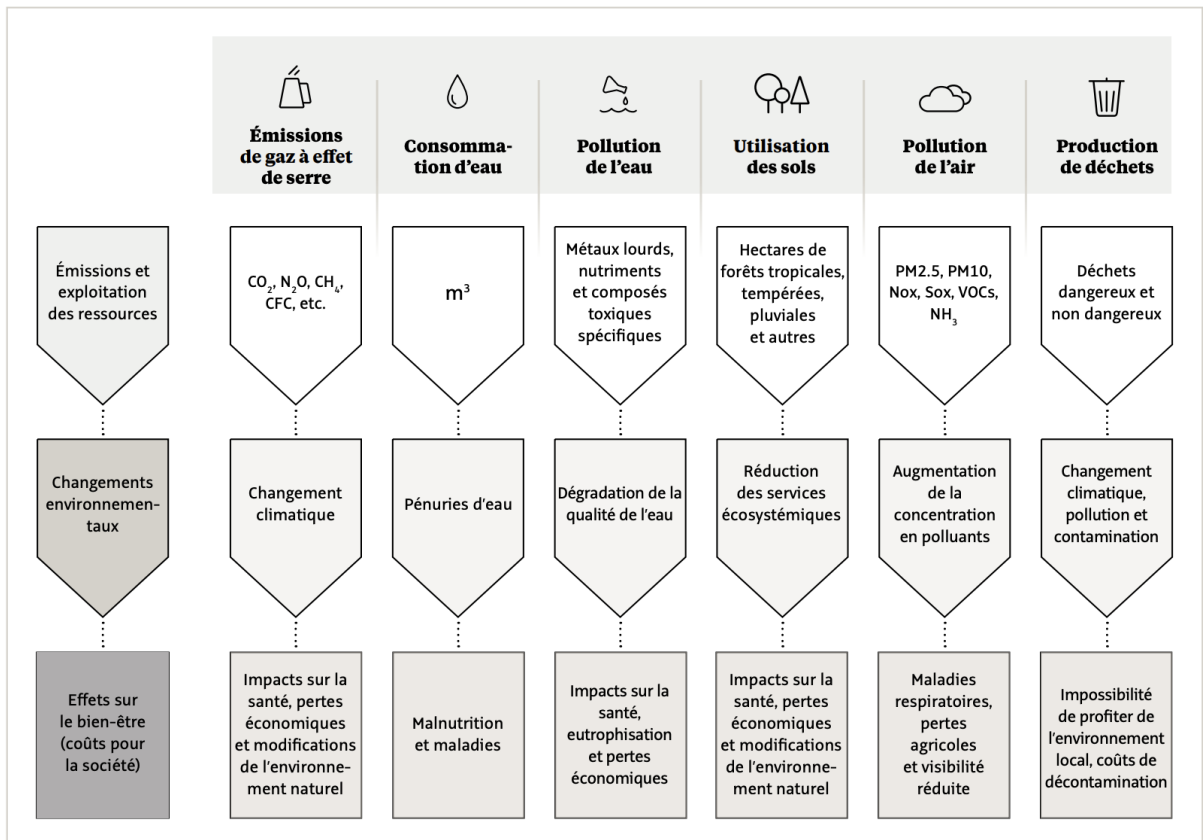 Émissions
de gaz à effet
de serre
Consomma-
tion d’eau
Pollution
de l’eau
Utilisation
des sols
Pollution
de l’air
Production
de déchets
Émissions et
exploitation
des ressources
CO₂, N₂O, CH₄,
CFC, etc.
m³
Métaux lourds,
nutriments
et composés
toxiques
spécifiques
Hectares de
forêts tropicales,
tempérées,
pluviales
et autres
PM2.5, PM10,
Nox, Sox, VOCs,
NH₃
Déchets
dangereux et
non dangereux
Changements
environnemen-
taux
Changement
climatique
Pénuries d’eau
Dégradation de la
qualité de l’eau
Réduction
des services
écosystémiques
Augmentation
de la
concentration
en polluants
Changement
climatique,
pollution et
contamination
Effets sur
le bien-être
(coûts pour
la société)
Impacts sur la
santé, pertes
économiques
et modifications
de l’environne-
ment naturel
Malnutrition
et maladies
Impacts sur la
santé,
eutrophisation
et pertes
économiques
Impacts sur la
santé, pertes
économiques
et modifications
de l’environne-
ment naturel
Maladies
respiratoires,
pertes
agricoles
et visibilité
réduite
Impossibilité
de profiter de
l’environnement
local, coûts de
décontamination